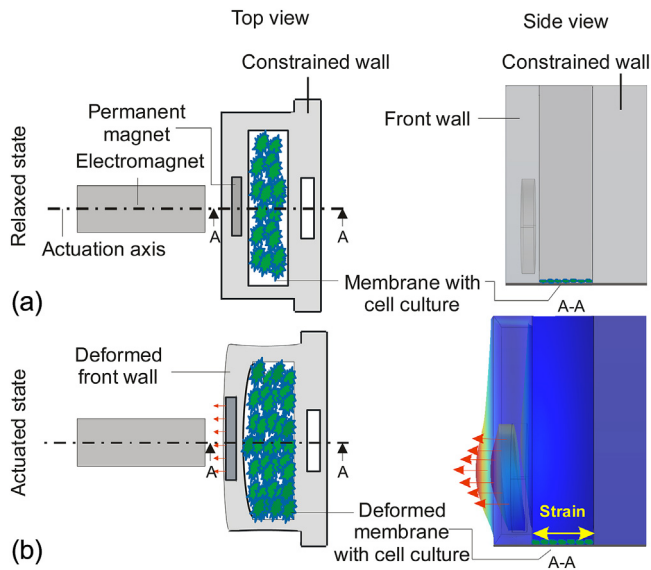 Top view
Side view
Constrained wall
Constrained wall
Permanent
magnet
Front wall
Electromagnet
Relaxed state
A
A
Actuation axis
Membrane with
cell culture
A-A
(a)
Deformed
front wall
Actuated state
A
A
Strain
Deformed
membrane
with cell culture
A-A
(b)